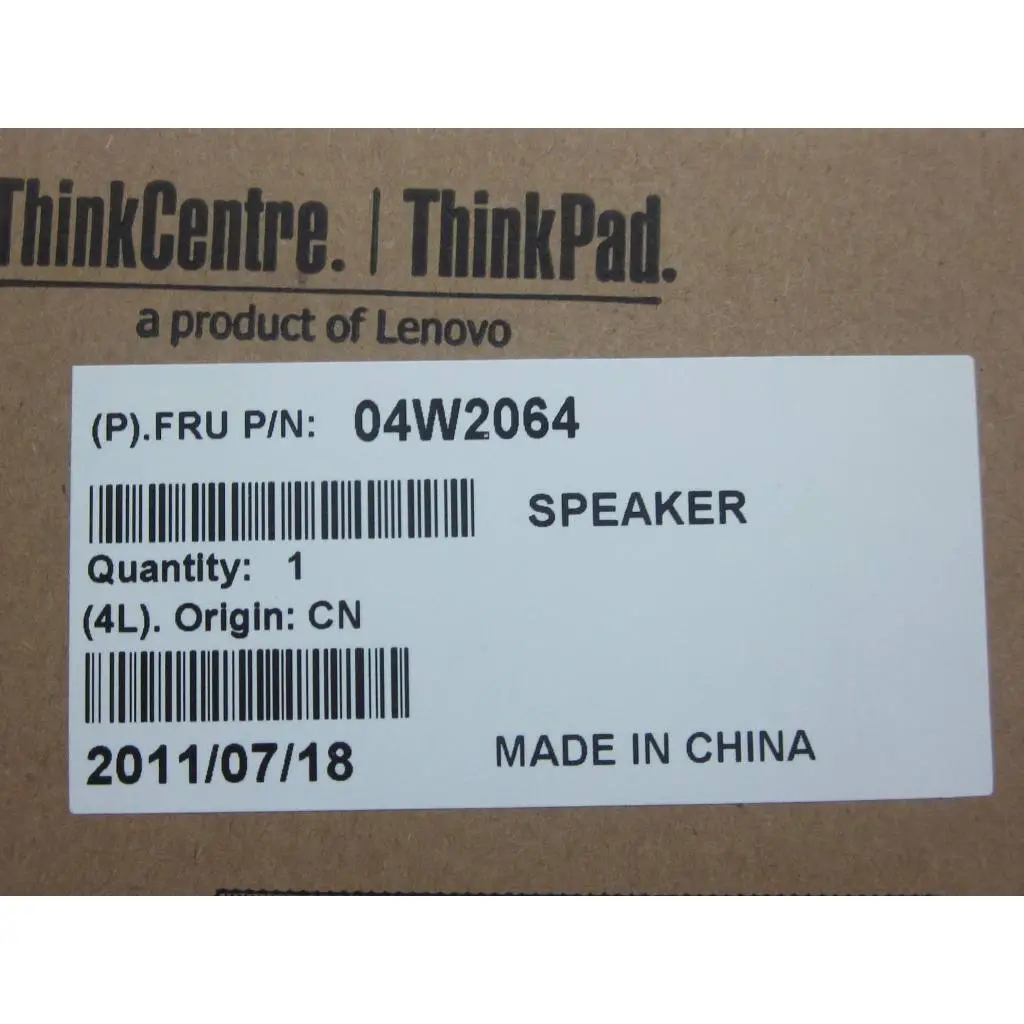 ThinkCentre. | ThinkPad.
a product of Lenovo
(P).FRU P/N: 04W2064
SPEAKER
Quantity: 1
(4L). Origin: CN
2011/07/18
MADE IN CHINA